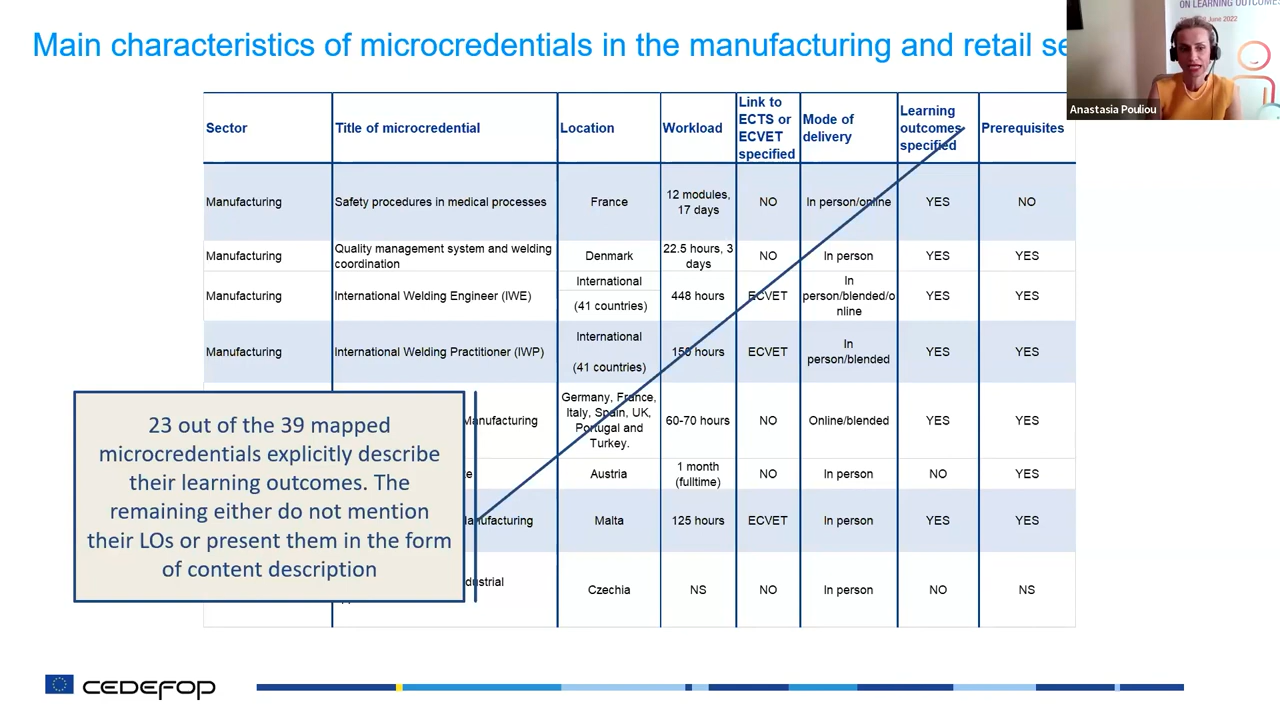 Main characteristics of microcredentials in the manufacturing and retail se
ON LEARNING OUTCOMES
June 2022
Anastasia Pouliou
Sector
Title of microcredential
Location
Workload
Link to
ECTS or
ECVET
specified
Mode of
delivery
Learning
outcomes
specified
Prerequisites
Manufacturing
Safety procedures in medical processes
France
12 modules,
17 days
NO
In person/online
YES
NO
Manufacturing
Quality management system and welding
coordination
Denmark
22.5 hours, 3
days
NO
In person
YES
YES
Manufacturing
International Welding Engineer (IWE)
International
(41 countries)
448 hours
ECVET
In
person/blended/o
nline
YES
YES
Manufacturing
International Welding Practitioner (IWP)
International
(41 countries)
150 hours
ECVET
In
person/blended
YES
YES
Manufacturing
Germany, France,
Italy, Spain, UK,
Portugal and
Turkey.
60-70 hours
NO
Online/blended
YES
YES
Austria
1 month
(fulltime)
NO
In person
NO
YES
Manufacturing
Malta
125 hours
ECVET
In person
YES
YES
dustrial
Czechia
NS
NO
In person
NO
NS
23 out of the 39 mapped
microcredentials explicitly describe
their learning outcomes. The
remaining either do not mention
their LOs or present them in the form
of content description
CEDEFOP